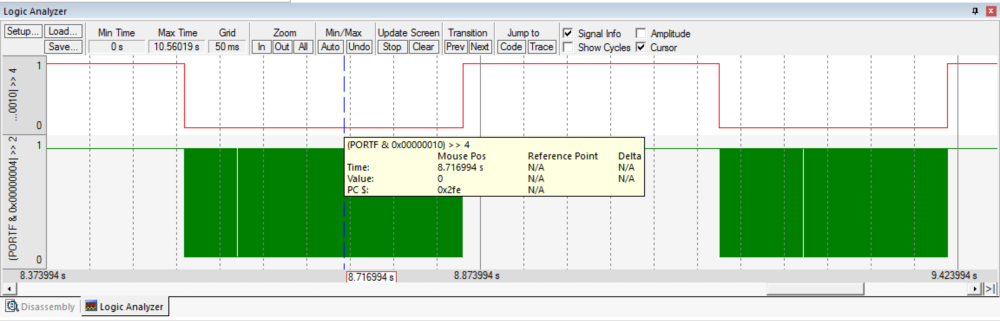 Logic Analyzer
Setup... Load... Min Time Max Time Grid Zoom Min/Max Update Screen Transition Jump to Signal Info Amplitude
Save... 0 s 10.56019 s 50 ms In Out All Auto Undo Stop Clear Prev Next Code Trace Show Cycles Cursor
1
...0010) >> 4
0
1
(PORTF & 0x00000004) >> 2
0
(PORTF & 0x00000010) >> 4
Mouse Pos Reference Point Delta
Time: 8.716994 s N/A N/A
Value: 0 N/A N/A
PC $: 0x2fe N/A
8.373994 s 8.716994 s 8.873994 s 9.423994 s
>|
Disassembly Logic Analyzer